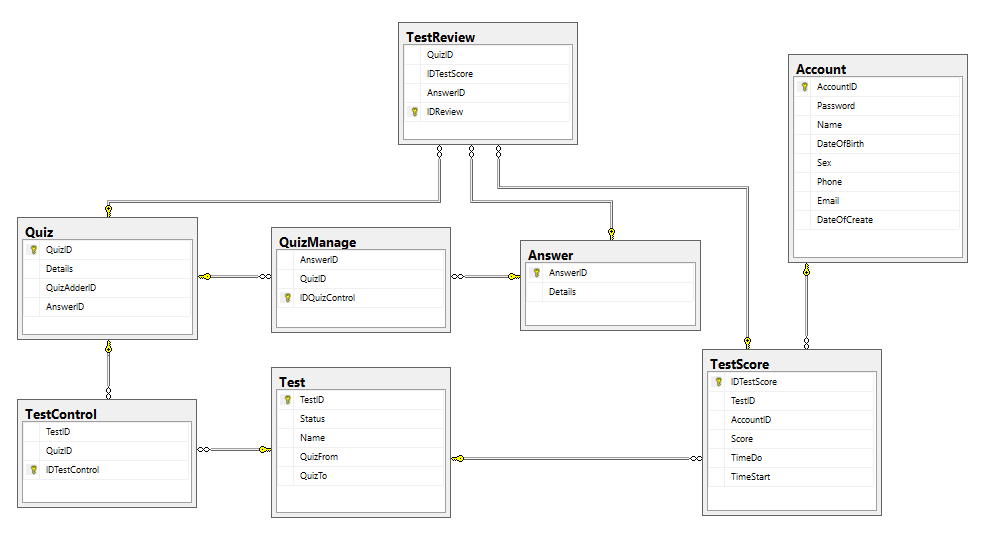 TestReview
QuizID
IDTestScore
AnswerID
IDReview
Account
AccountID
Password
Name
DateOfBirth
Sex
Phone
Email
DateOfCreate
Quiz
QuizID
Details
QuizAdderID
AnswerID
QuizManage
AnswerID
QuizID
IDQuizControl
Answer
AnswerID
Details
TestControl
TestID
QuizID
IDTestControl
Test
TestID
Status
Name
QuizFrom
QuizTo
TestScore
IDTestScore
TestID
AccountID
Score
TimeDo
TimeStart